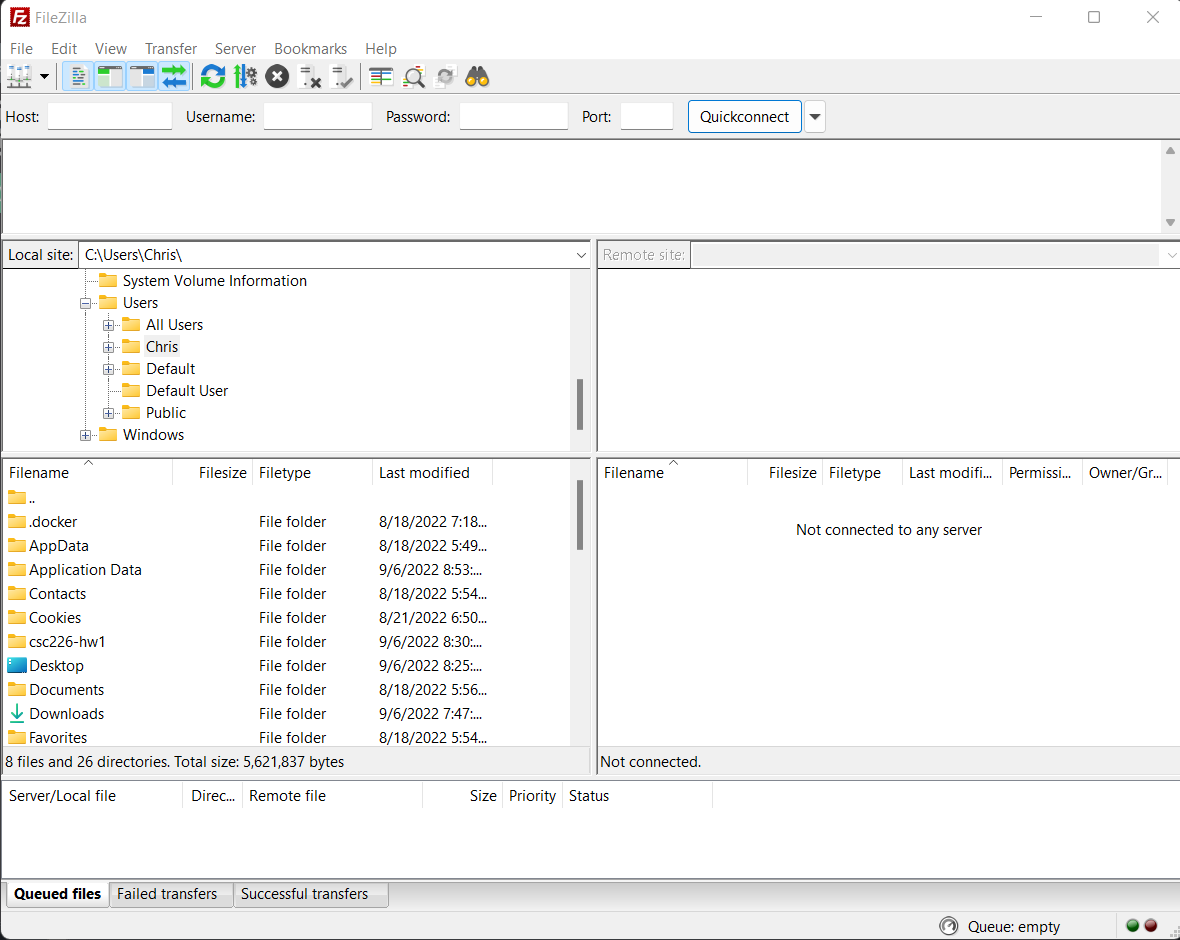 FileZilla
File Edit View Transfer Server Bookmarks Help
Host: Username: Password: Port: Quickconnect
Local site: C:\Users\Chris\
Remote site:
System Volume Information
Users
All Users
Chris
Default
Default User
Public
Windows
Filename Filesize Filetype Last modified
..
.docker File folder 8/18/2022 7:18...
AppData File folder 8/18/2022 5:49...
Application Data File folder 9/6/2022 8:53:...
Contacts File folder 8/18/2022 5:54...
Cookies File folder 8/21/2022 6:50...
csc226-hw1 File folder 9/6/2022 8:30:...
Desktop File folder 9/6/2022 8:25:...
Documents File folder 8/18/2022 5:56...
Downloads File folder 9/6/2022 7:47:...
Favorites File folder 8/18/2022 5:54...
8 files and 26 directories. Total size: 5,621,837 bytes
Filename Filesize Filetype Last modifi... Permissi... Owner/Gr...
Not connected to any server
Not connected.
Server/Local file Direc... Remote file Size Priority Status
Queued files Failed transfers Successful transfers
Queue: empty